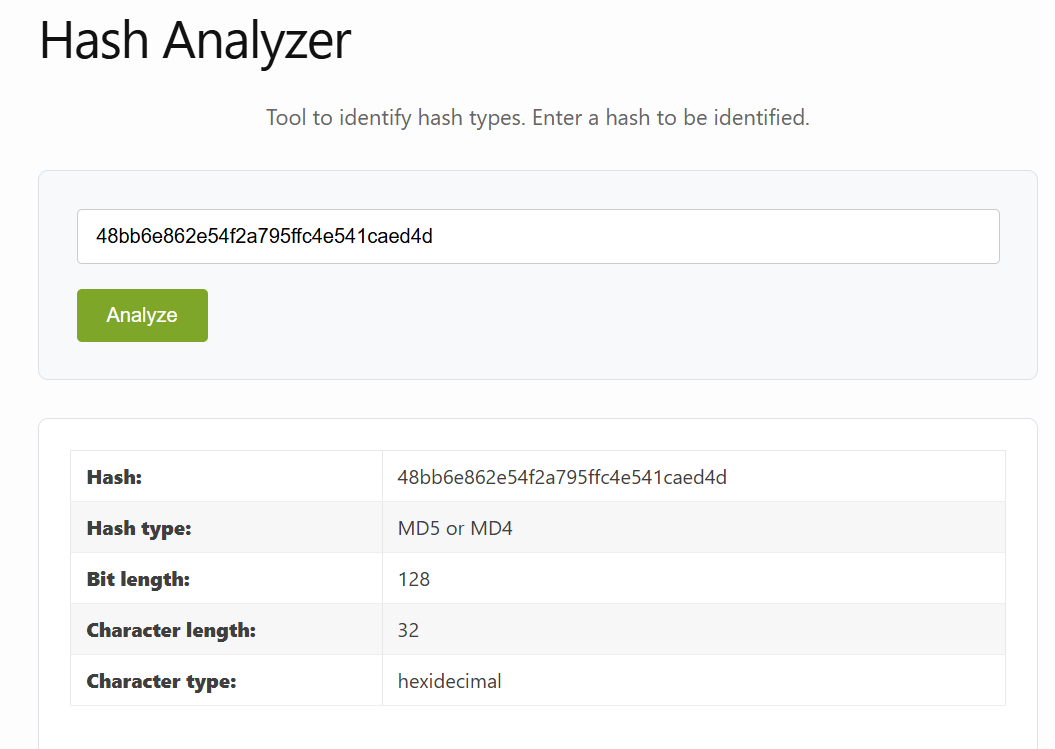 Hash Analyzer
Tool to identify hash types. Enter a hash to be identified.
48bb6e862e54f2a795ffc4e541caed4d
Analyze
Hash: 48bb6e862e54f2a795ffc4e541caed4d
Hash type: MD5 or MD4
Bit length: 128
Character length: 32
Character type: hexidecimal